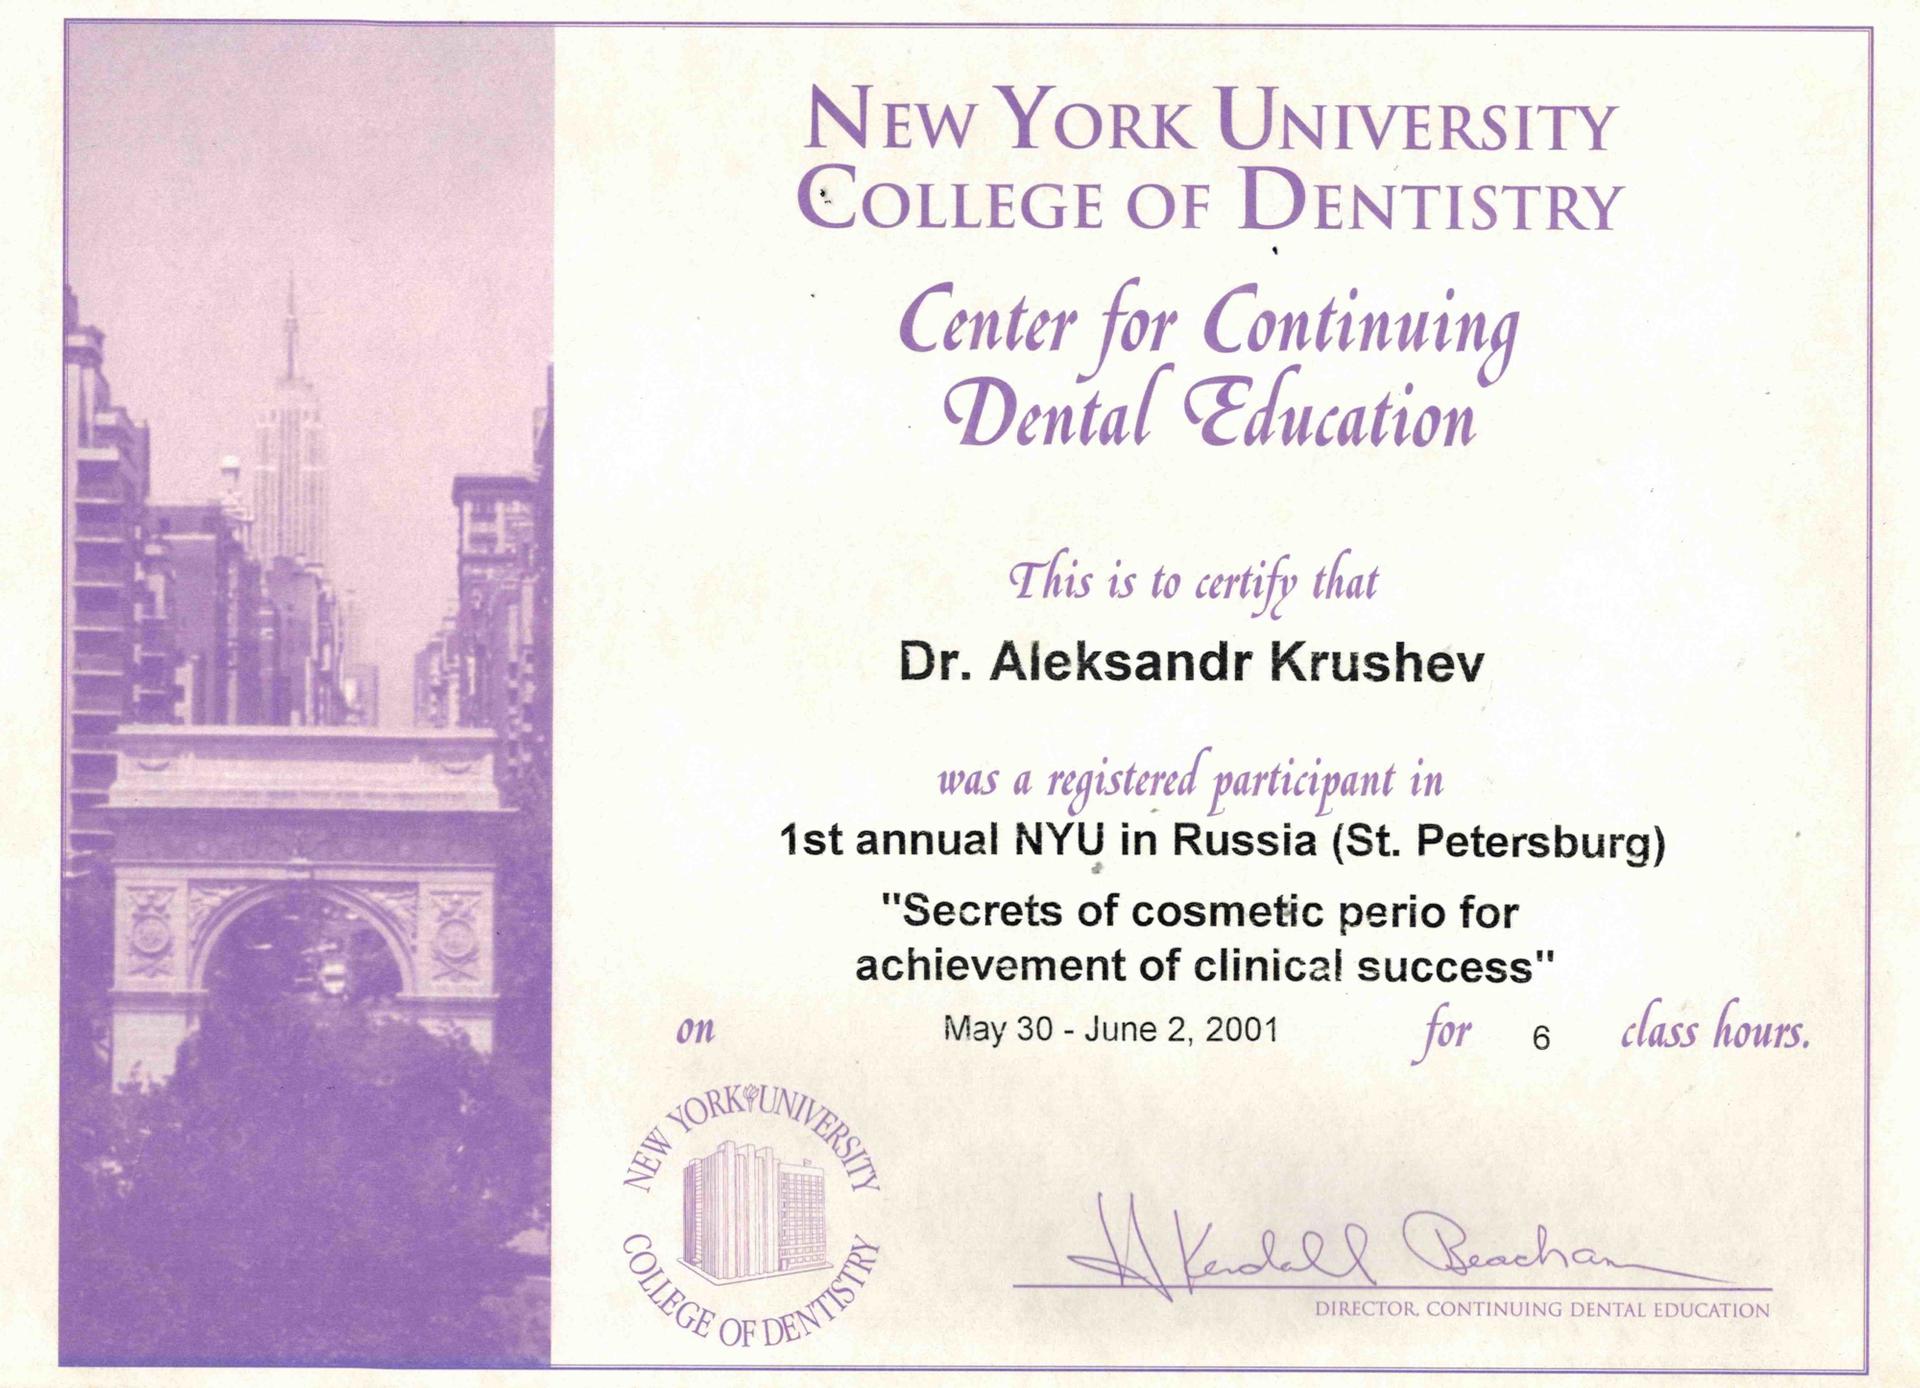 NEW YORK UNIVERSITY
COLLEGE OF DENTISTRY
Center for Continuing
Dental Education
This is to certify that
Dr. Aleksandr Krushev
was a registered participant in
1st annual NYU in Russia (St. Petersburg)
"Secrets of cosmetic perio for
achievement of clinical success"
on May 30 - June 2, 2001 for 6 class hours.
NEW YORK UNIVERSITY
COLLEGE OF DENTISTRY
H Kendall Beacham
DIRECTOR, CONTINUING DENTAL EDUCATION